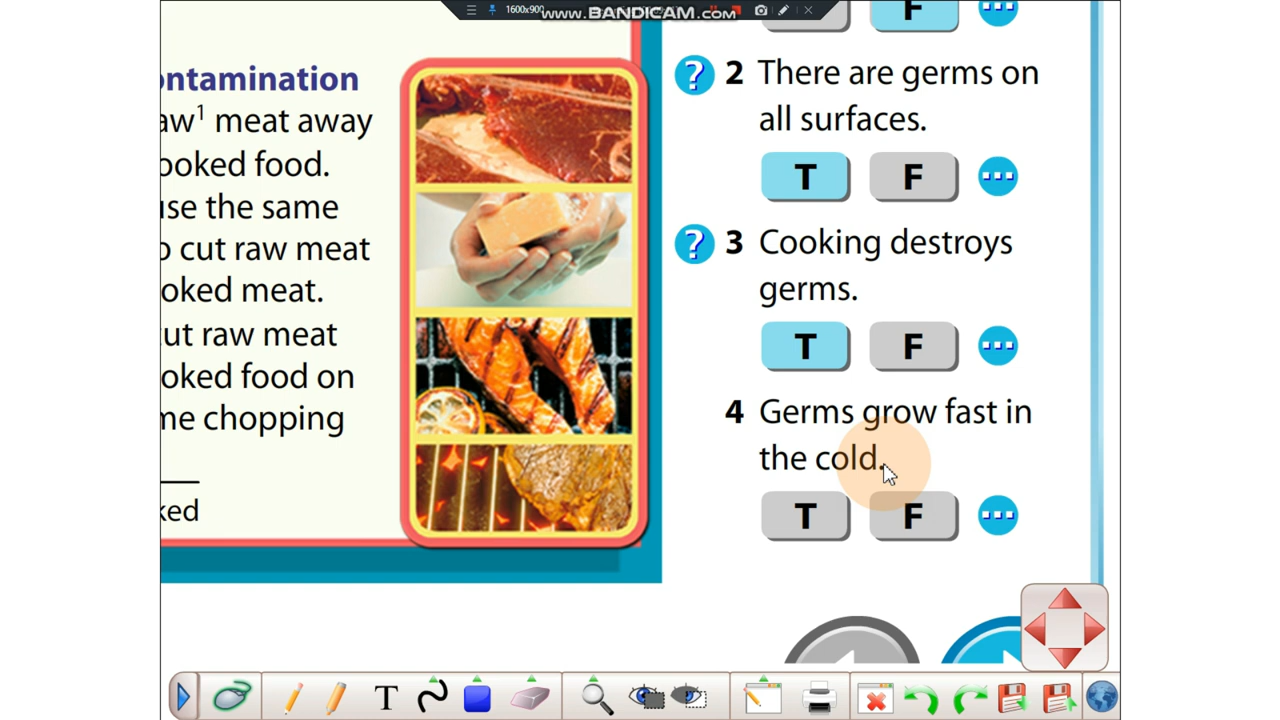 1600x900
www.BANDICAM.com
F
ontamination
aw¹ meat away
ooked food.
use the same
o cut raw meat
oked meat.
cut raw meat
oked food on
me chopping
ked
? 2 There are germs on
all surfaces.
T F ...
? 3 Cooking destroys
germs.
T F ...
4 Germs grow fast in
the cold.
T F ...
T